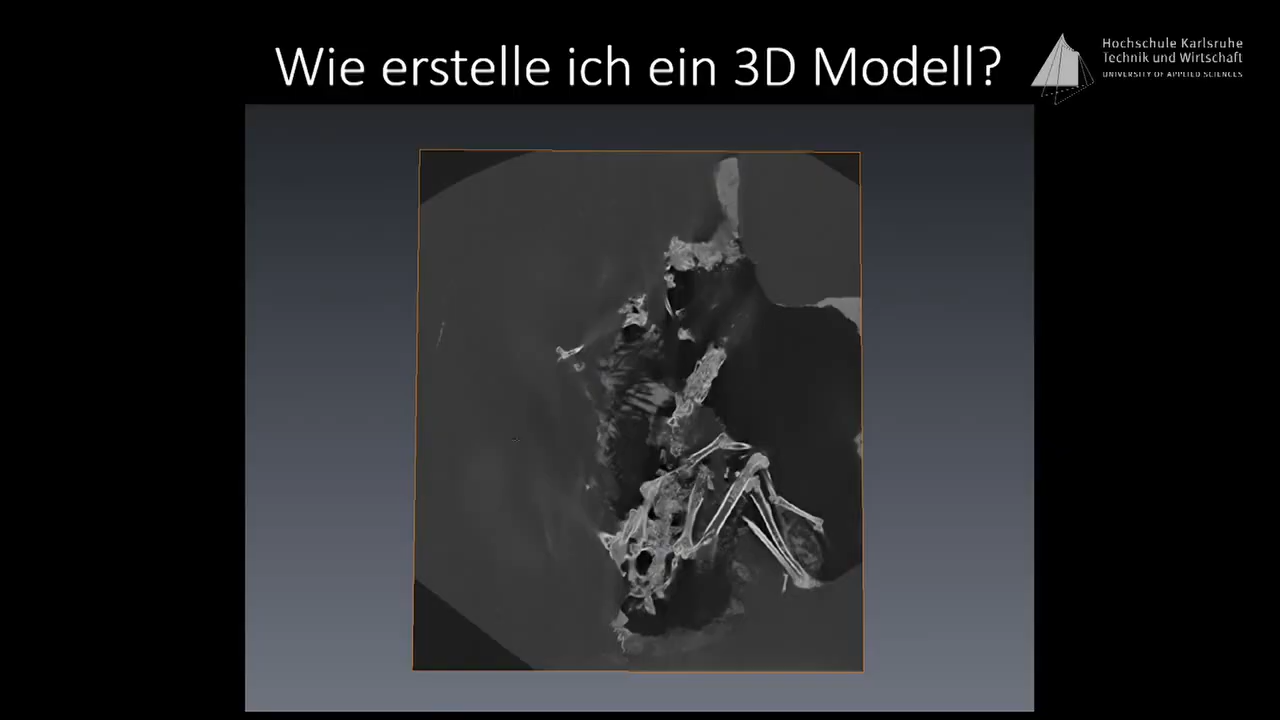 Wie erstelle ich ein 3D Modell?
Hochschule Karlsruhe
Technik und Wirtschaft
UNIVERSITY OF APPLIED SCIENCES